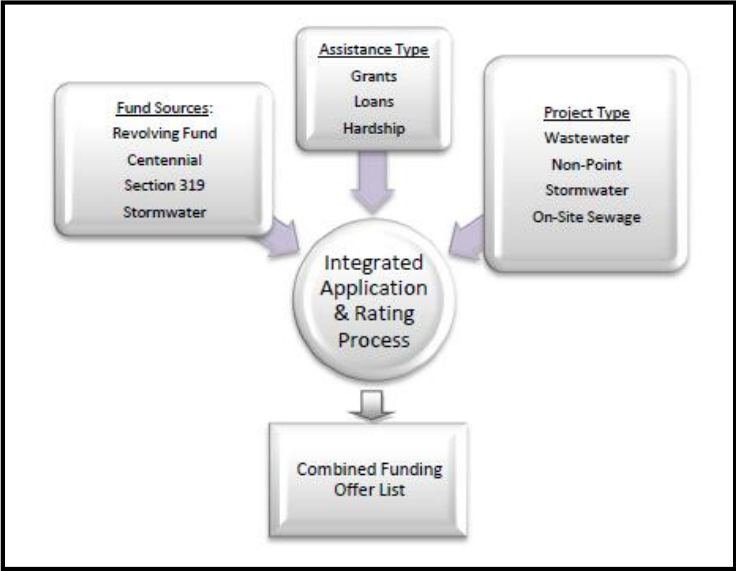 Fund Sources:
Revolving Fund
Centennial
Section 319
Stormwater
Assistance Type
Grants
Loans
Hardship
Project Type
Wastewater
Non-Point
Stormwater
On-Site Sewage
Integrated
Application
& Rating
Process
Combined Funding
Offer List